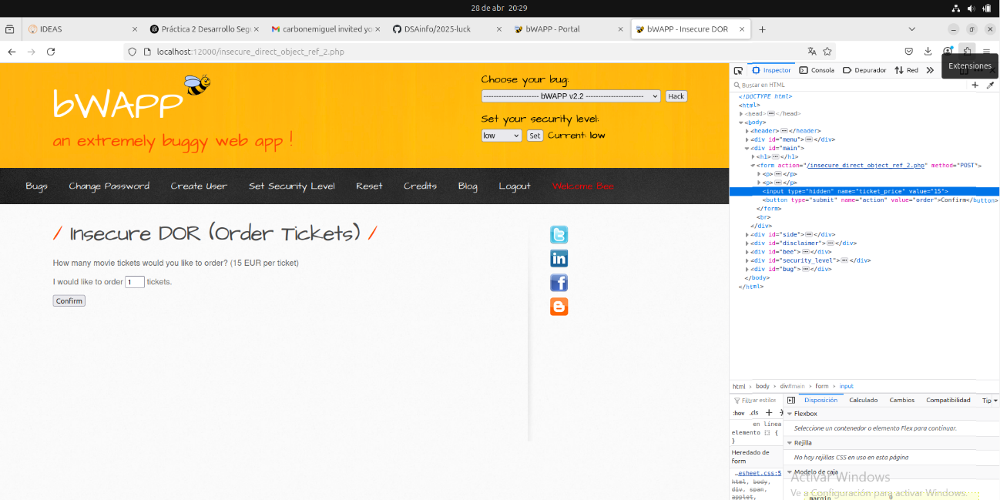 28 de abr 20:29
IDEAS
Práctica 2 Desarrollo Segu
carbonemiguel invited yo
DSAinfo/2025-luck
bWAPP - Portal
bWAPP - Insecure DOR
localhost:12000/insecure_direct_object_ref_2.php
Extensiones
bWAPP
an extremely buggy web app !
Choose your bug:
---------------------- bWAPP v2.2 ----------------------- Hack
Set your security level:
low Set Current: low
Bugs Change Password Create User Set Security Level Reset Credits Blog Logout Welcome Bee
/ Insecure DOR (Order Tickets) /
How many movie tickets would you like to order? (15 EUR per ticket)
I would like to order 1 tickets.
Confirm
Inspector Consola Depurador Red
Buscar en HTML
<!DOCTYPE html>
<html>
<head> </head>
<body>
<header> </header>
<div id="menu"> </div>
<div id="main">
<h1> </h1>
<form action="/insecure_direct_object_ref_2.php" method="POST">
<p> </p>
<p> </p>
<input type="hidden" name="ticket_price" value="15">
<button type="submit" name="action" value="order">Confirm</button>
</form>
<br>
</div>
<div id="side"> </div>
<div id="disclaimer"> </div>
<div id="bee"> </div>
<div id="security_level"> </div>
<div id="bug"> </div>
</body>
</html>
html body div#main form input
Filtrar estilos
:hov .cls
en línea
elemento {
}
Heredado de
form
…esheet.css:5
html, body,
div, span,
applet,
Disposición Calculado Cambios Compatibilidad Tip
Flexbox
Seleccione un contenedor o elemento Flex para continuar.
Rejilla
No hay rejillas CSS en uso en esta página
Modelo de caja
margin 0
Activar Windows
Ve a Configuración para activar Windows.